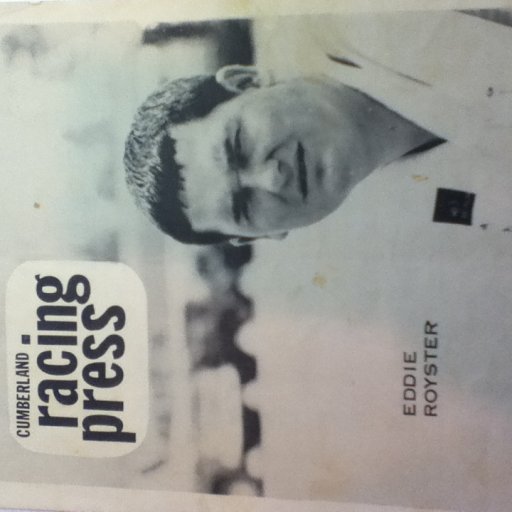 CUMBERLAND
racing
press
EDDIE
ROYSTER